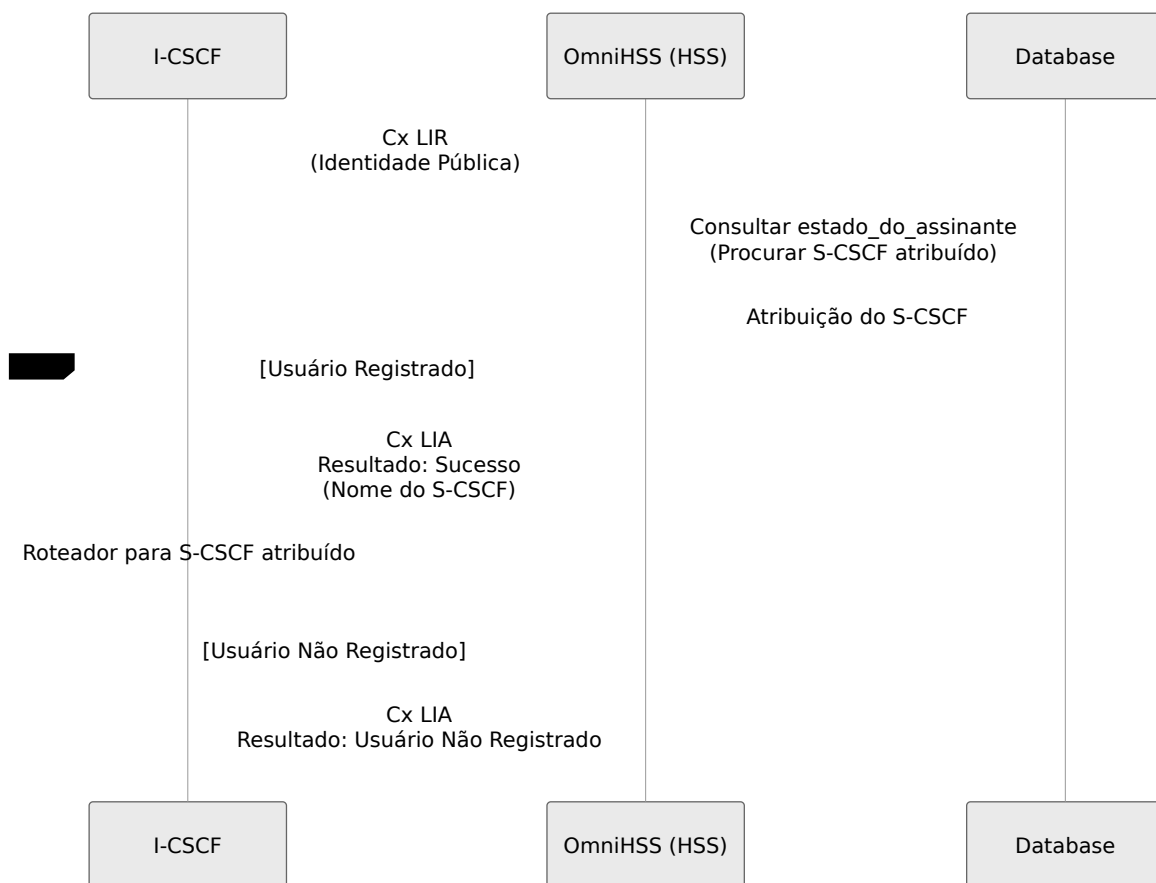 I-CSCF
OmniHSS (HSS)
Database
Cx LIR
(Identidade Pública)
Consultar estado_do_assinante
(Procurar S-CSCF atribuído)
Atribuição do S-CSCF
[Usuário Registrado]
Cx LIA
Resultado: Sucesso
(Nome do S-CSCF)
Roteador para S-CSCF atribuído
[Usuário Não Registrado]
Cx LIA
Resultado: Usuário Não Registrado
I-CSCF
OmniHSS (HSS)
Database